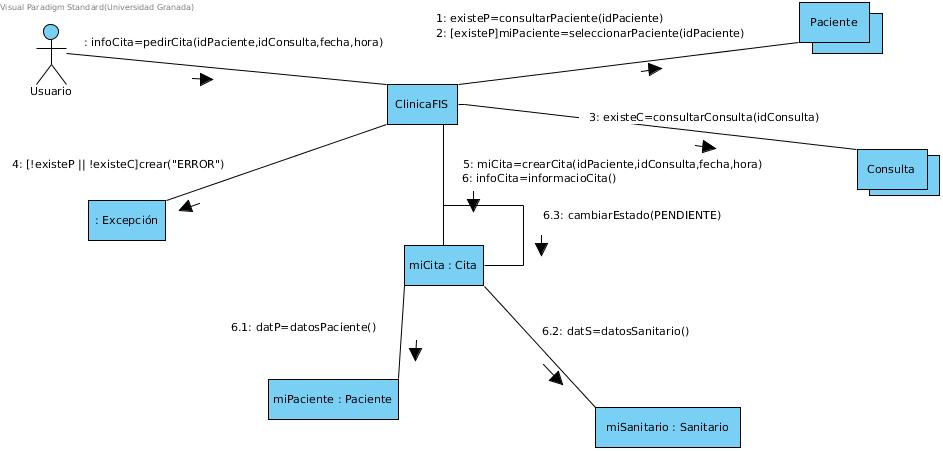 Visual Paradigm Standard(Universidad Granada)
1: existeP=consultarPaciente(idPaciente)
2: [existeP]miPaciente=seleccionarPaciente(idPaciente)
Paciente
: infoCita=pedirCita(idPaciente,idConsulta,fecha,hora)
Usuario
ClinicaFIS
3: existeC=consultarConsulta(idConsulta)
4: [!existeP || !existeC]crear("ERROR")
5: miCita=crearCita(idPaciente,idConsulta,fecha,hora)
6: infoCita=informacioCita()
Consulta
: Excepción
6.3: cambiarEstado(PENDIENTE)
miCita : Cita
6.1: datP=datosPaciente()
6.2: datS=datosSanitario()
miPaciente : Paciente
miSanitario : Sanitario